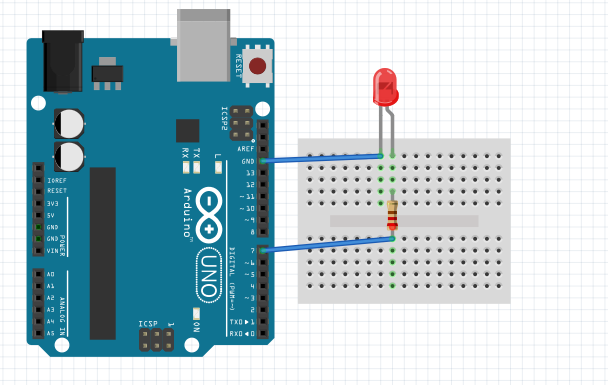 RESET
ICSP2
AREF
GND
13
12
~ 11
~ 10
~ 9
8
7
~ 6
~ 5
4
~ 3
2
TXD ▶ 1
RXD ◀ 0
RX
TX
L
Arduino™
UNO
DIGITAL (PWM=~)
ON
ICSP
1
IOREF
RESET
3V3
5V
GND
GND
VIN
POWER
A0
A1
A2
A3
A4
A5
ANALOG IN